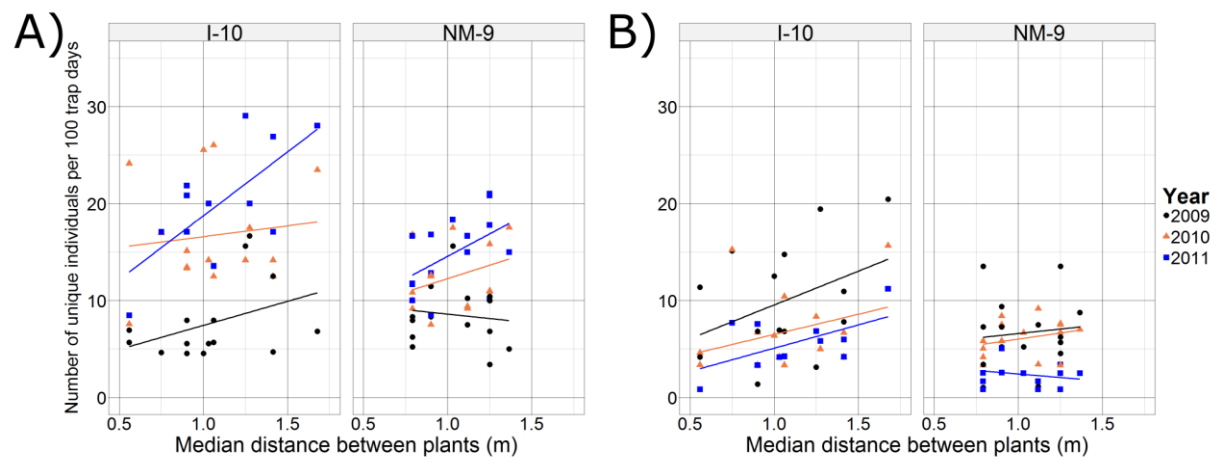 A)
I-10
NM-9
B)
I-10
NM-9
Number of unique individuals per 100 trap days
30
20
10
0
30
20
10
0
Year
2009
2010
2011
0.5 1.0 1.5 0.5 1.0 1.5
0.5 1.0 1.5 0.5 1.0 1.5
Median distance between plants (m)
Median distance between plants (m)